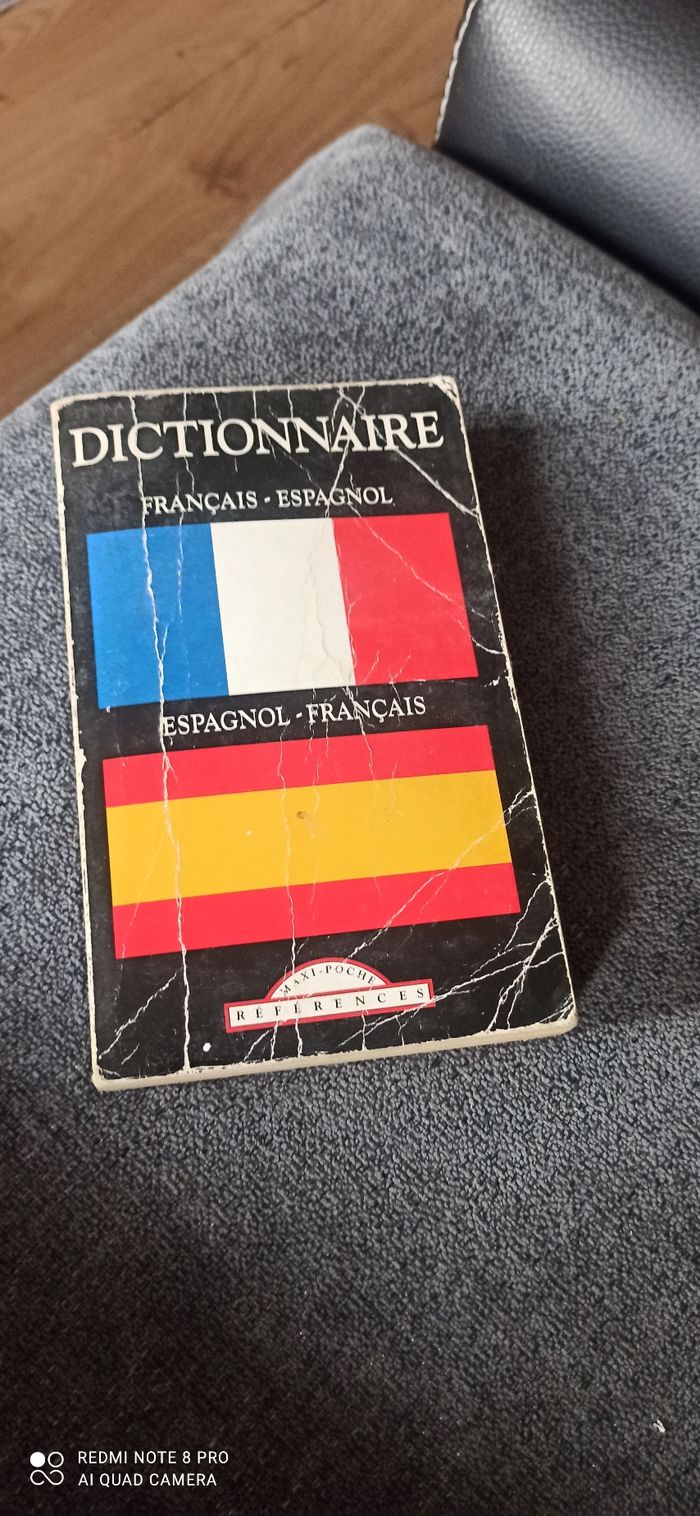 DICTIONNAIRE
FRANÇAIS - ESPAGNOL
ESPAGNOL - FRANÇAIS
MAXI-POCHE
RÉFÉRENCES
REDMI NOTE 8 PRO
AI QUAD CAMERA